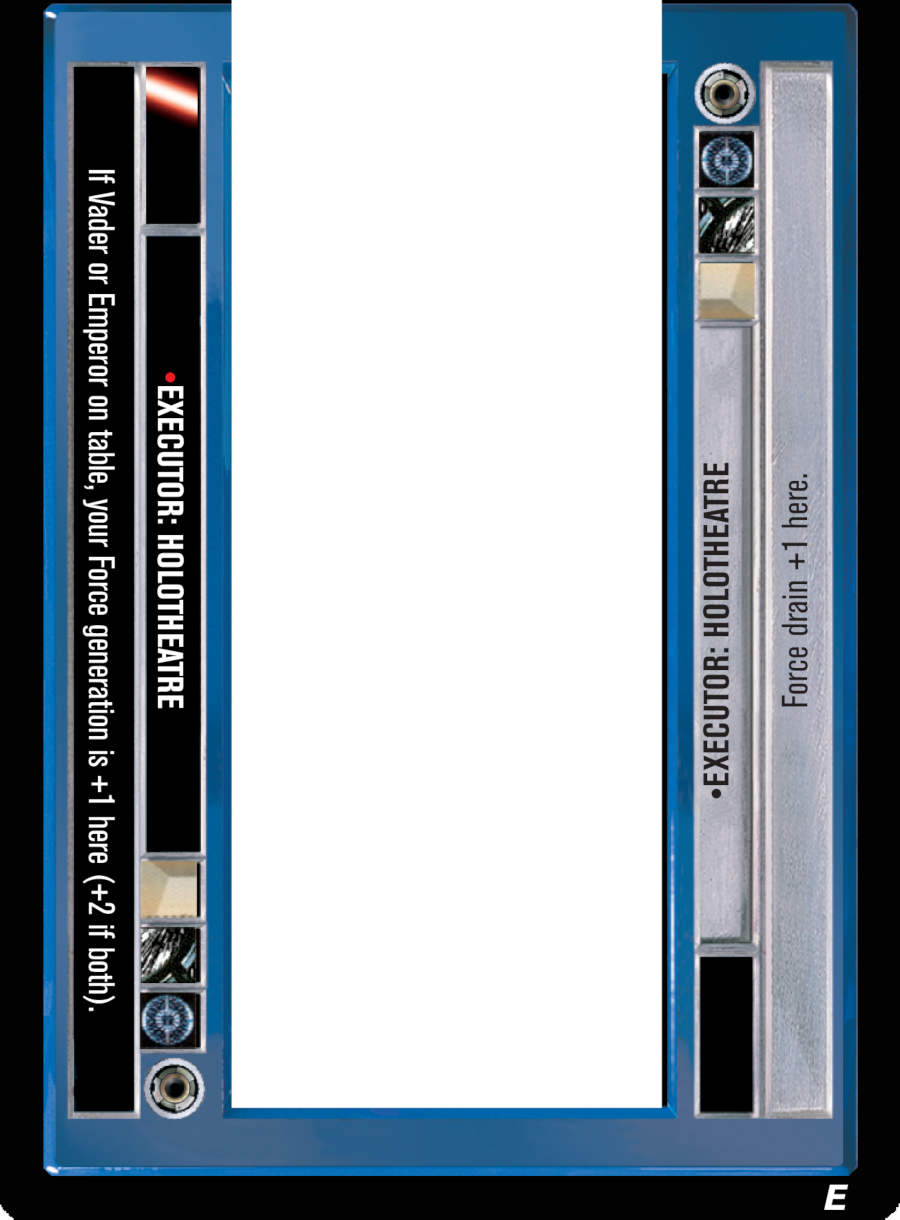 If Vader or Emperor on table, your Force generation is +1 here (+2 if both).
•EXECUTOR: HOLOTHEATRE
•EXECUTOR: HOLOTHEATRE
Force drain +1 here.
E